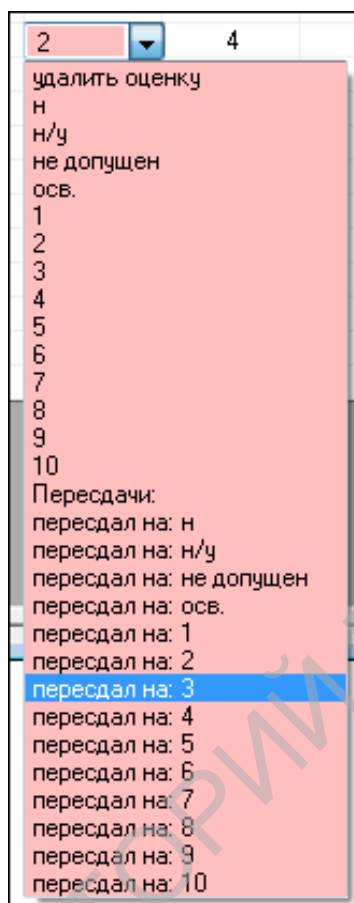 2 4
удалить оценку
н
н/у
не допущен
осв.
1
2
3
4
5
6
7
8
9
10
Пересдачи:
пересдал на: н
пересдал на: н/у
пересдал на: не допущен
пересдал на: осв.
пересдал на: 1
пересдал на: 2
пересдал на: 3
пересдал на: 4
пересдал на: 5
пересдал на: 6
пересдал на: 7
пересдал на: 8
пересдал на: 9
пересдал на: 10